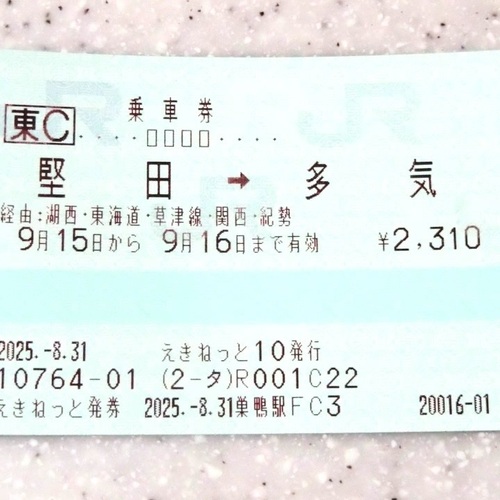 乗車券
東C ....□□□□....
堅田 → 多気
経由:湖西・東海道・草津線・関西・紀勢
9月15日から 9月16日まで有効 ¥2,310
2025.-8.31 えきねっと10発行
10764-01 (2-タ)R001C22
えきねっと発券 2025.-8.31巣鴨駅FC3 20016-01